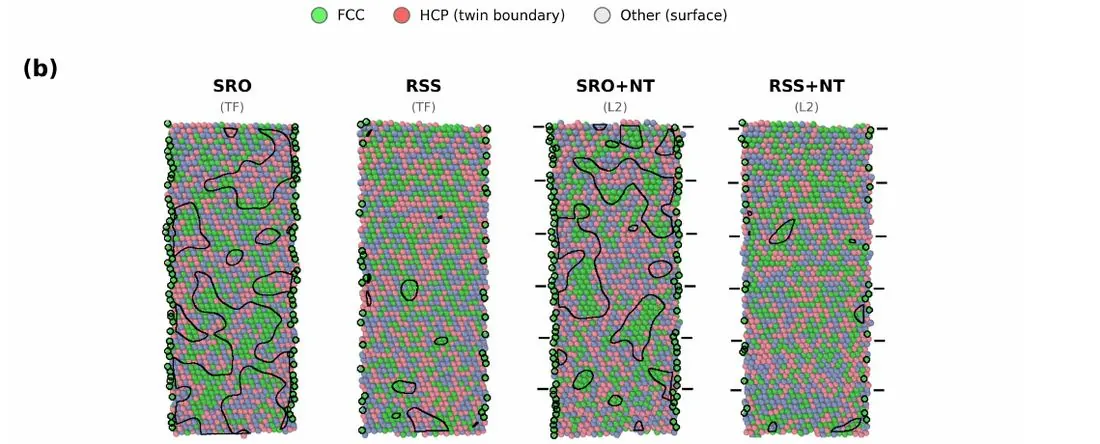 FCC HCP (twin boundary) Other (surface)
(b)
SRO RSS SRO+NT RSS+NT
(TF) (TF) (L2) (L2)